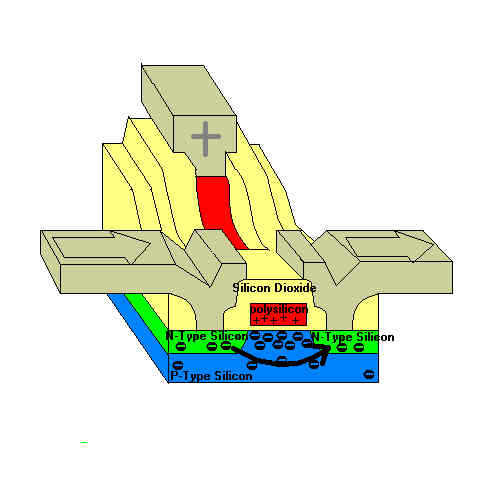 +
Silicon Dioxide
polysilicon
+++++
N-Type Silicon
N-Type Silicon
P-Type Silicon